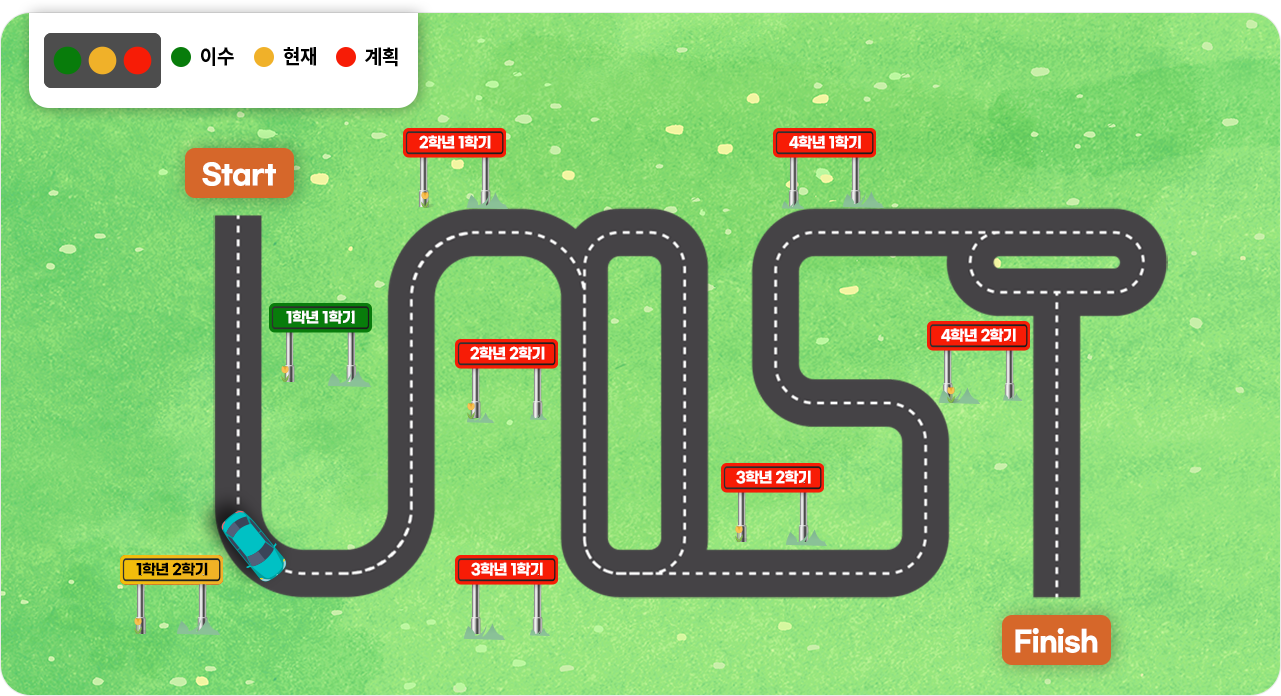 이수 현재 계획
2학년 1학기
4학년 1학기
Start
1학년 1학기
4학년 2학기
2학년 2학기
3학년 2학기
1학년 2학기
3학년 1학기
Finish